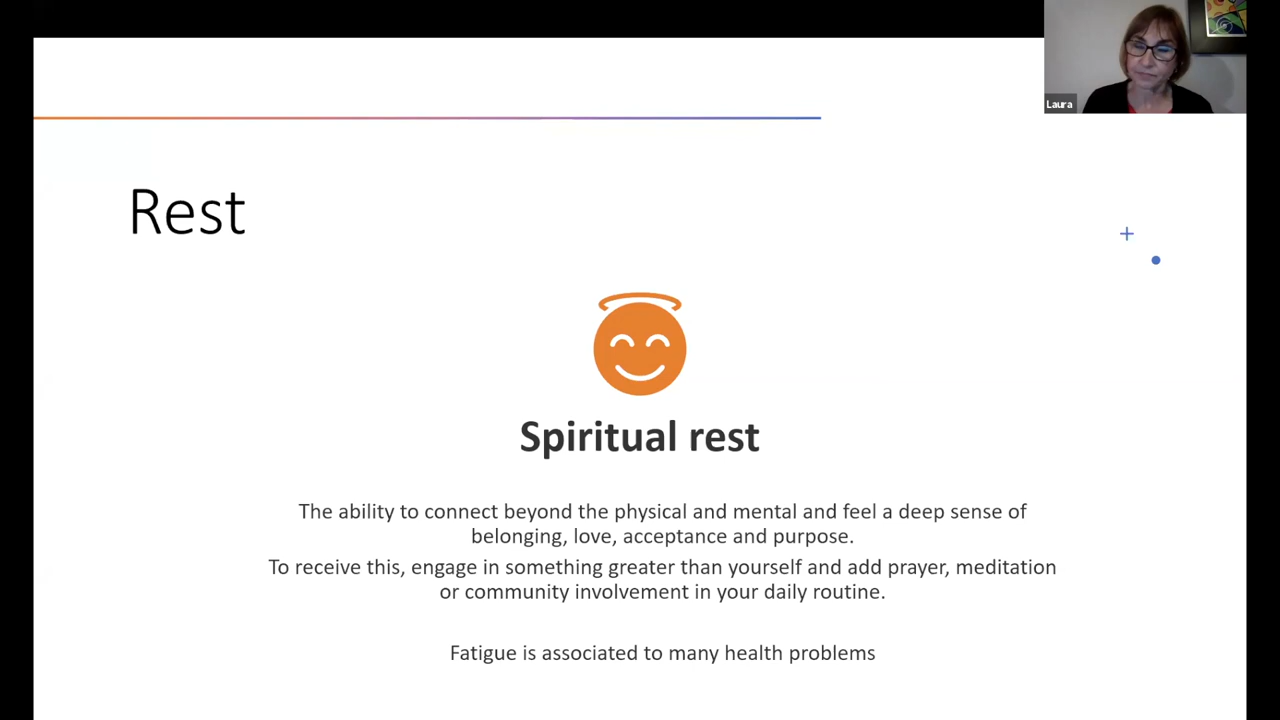 Laura
Rest
Spiritual rest
The ability to connect beyond the physical and mental and feel a deep sense of
belonging, love, acceptance and purpose.
To receive this, engage in something greater than yourself and add prayer, meditation
or community involvement in your daily routine.
Fatigue is associated to many health problems